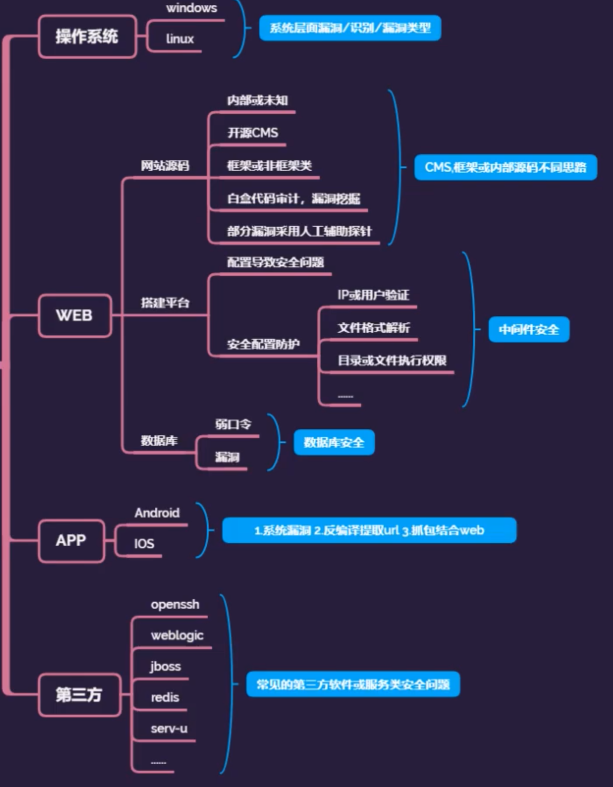 操作系统
windows
linux
系统层面漏洞/识别/漏洞类型
WEB
网站源码
内部或未知
开源CMS
框架或非框架类
白盒代码审计，漏洞挖掘
部分漏洞采用人工辅助探针
CMS,框架或内部源码不同思路
搭建平台
配置导致安全问题
安全配置防护
IP或用户验证
文件格式解析
目录或文件执行权限
......
中间件安全
数据库
弱口令
漏洞
数据库安全
APP
Android
IOS
1.系统漏洞 2.反编译提取url 3.抓包结合web
第三方
openssh
weblogic
jboss
redis
serv-u
......
常见的第三方软件或服务类安全问题